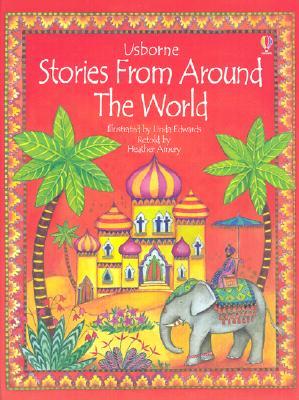 Usborne
Stories From Around
The World
Illustrated by Linda Edwards
Retold by
Heather Amery